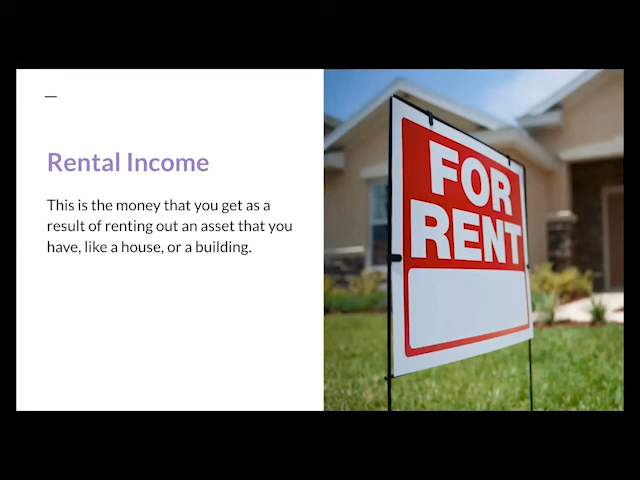 Rental Income
This is the money that you get as a
result of renting out an asset that you
have, like a house, or a building.
FOR
RENT